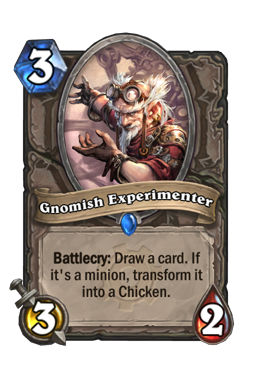 3
Gnomish Experimenter
Battlecry: Draw a card. If
it's a minion, transform it
into a Chicken.
3
2